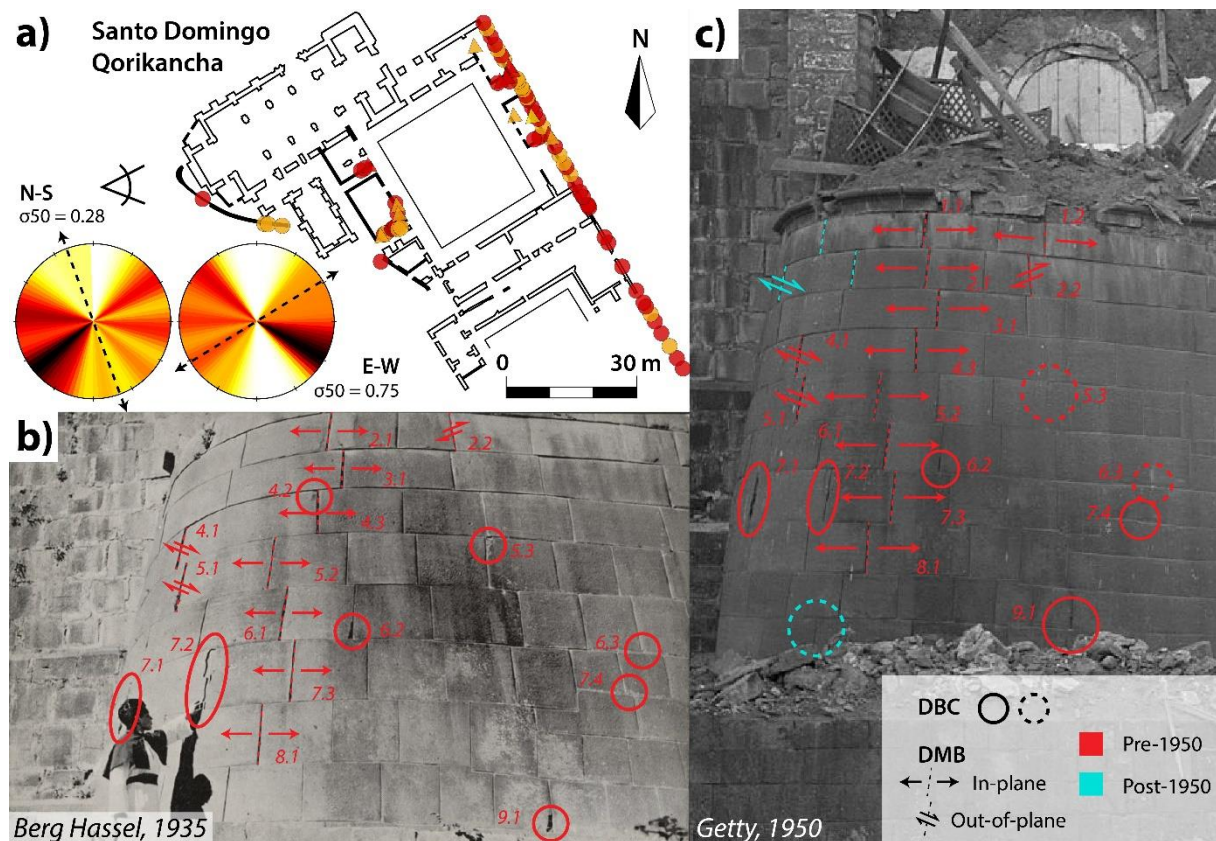 a)
Santo Domingo
Qorikancha
N
N-S
σ50 = 0.28
E-W
σ50 = 0.75
0
30 m
b)
2.1
2.2
3.1
4.2
4.3
4.1
5.3
5.1
5.2
6.1
6.2
7.2
6.3
7.1
7.3
7.4
8.1
9.1
Berg Hassel, 1935
c)
1.1
1.2
2.1
2.2
3.1
4.1
4.3
5.1
5.2
5.3
6.1
7.1
7.2
6.2
6.3
7.3
7.4
8.1
9.1
Getty, 1950
DBC
DMB
In-plane
Out-of-plane
Pre-1950
Post-1950